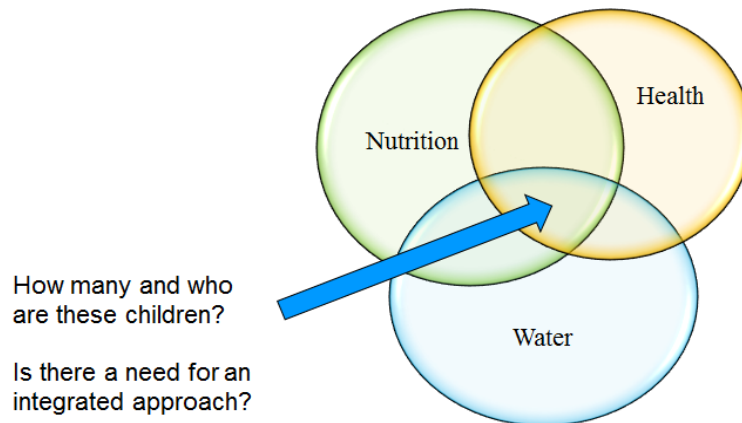 Health
Nutrition
How many and who
are these children?
Water
Is there a need for an
integrated approach?